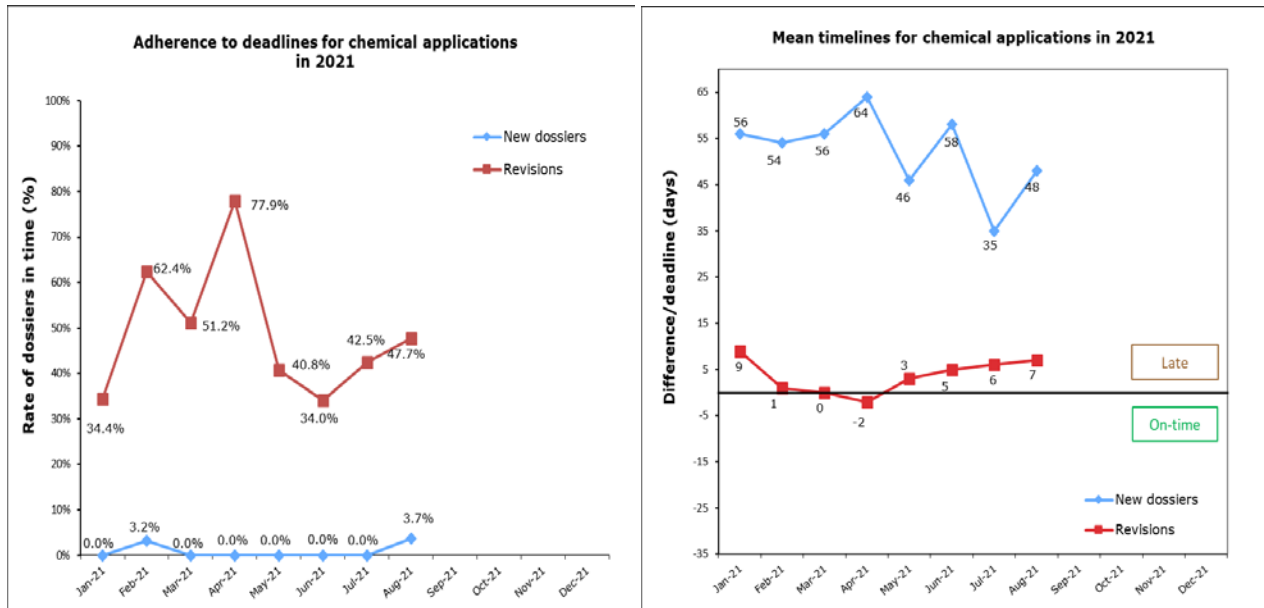 Adherence to deadlines for chemical applications
in 2021
Rate of dossiers in time (%)
100%
90%
80%
70%
60%
50%
40%
30%
20%
10%
0%
New dossiers
Revisions
34.4%
62.4%
51.2%
77.9%
40.8%
34.0%
42.5%
47.7%
0.0%
3.2%
0.0%
0.0%
0.0%
0.0%
0.0%
3.7%
Jan-21
Feb-21
Mar-21
Apr-21
May-21
Jun-21
Jul-21
Aug-21
Sep-21
Oct-21
Nov-21
Dec-21
Mean timelines for chemical applications in 2021
Difference/deadline (days)
65
55
45
35
25
15
5
-5
-15
-25
-35
56
54
56
64
46
58
35
48
9
1
0
-2
3
5
6
7
Late
On-time
New dossiers
Revisions
Jan-21
Feb-21
Mar-21
Apr-21
May-21
Jun-21
Jul-21
Aug-21
Sep-21
Oct-21
Nov-21
Dec-21